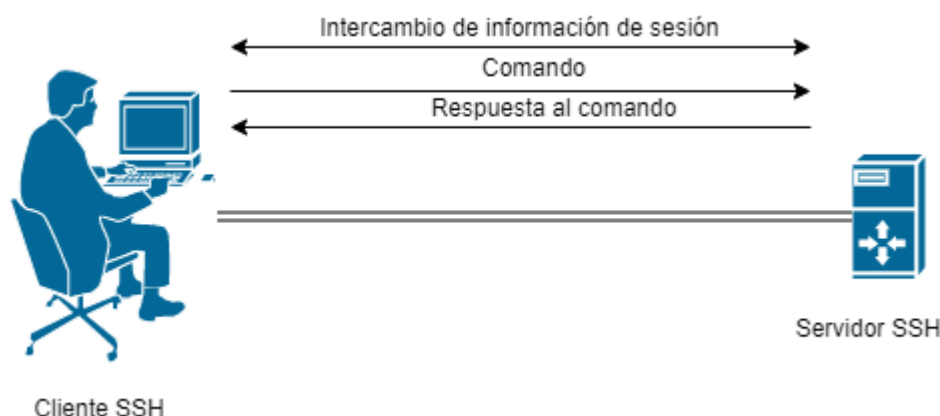 Intercambio de información de sesión
Comando
Respuesta al comando
Servidor SSH
Cliente SSH